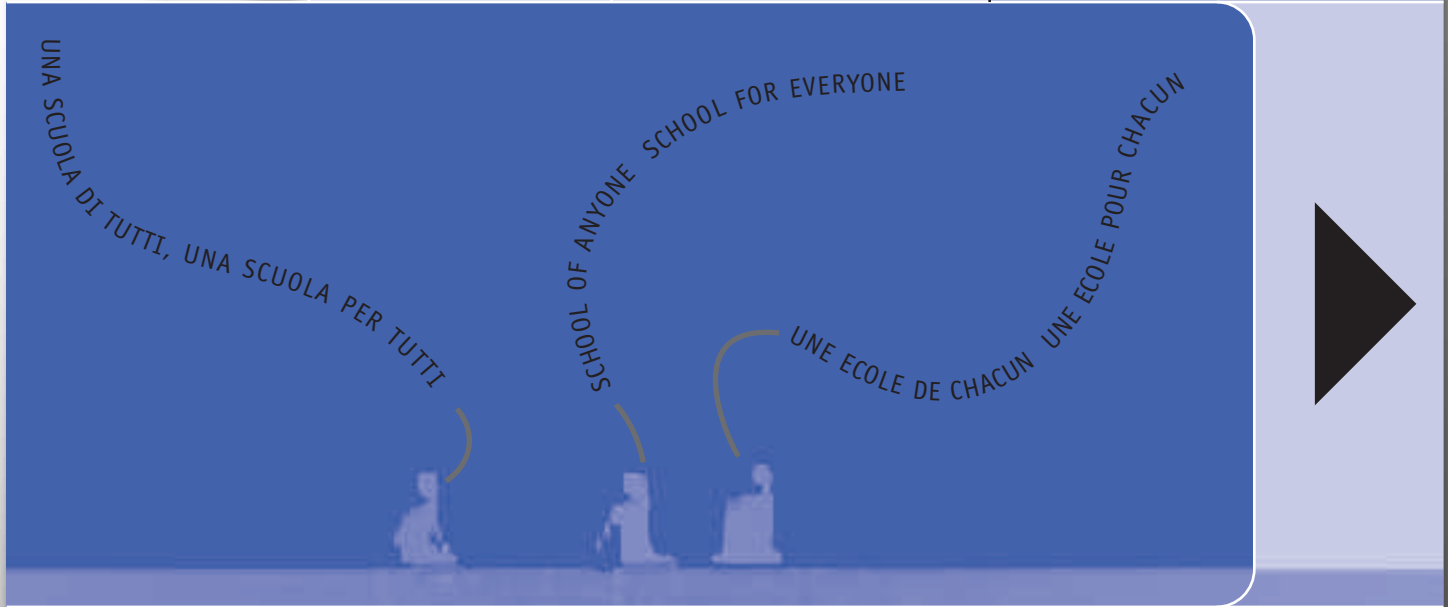 UNA SCUOLA DI TUTTI, UNA SCUOLA PER TUTTI
SCHOOL OF ANYONE SCHOOL FOR EVERYONE
UNE ECOLE DE CHACUN UNE ECOLE POUR CHACUN